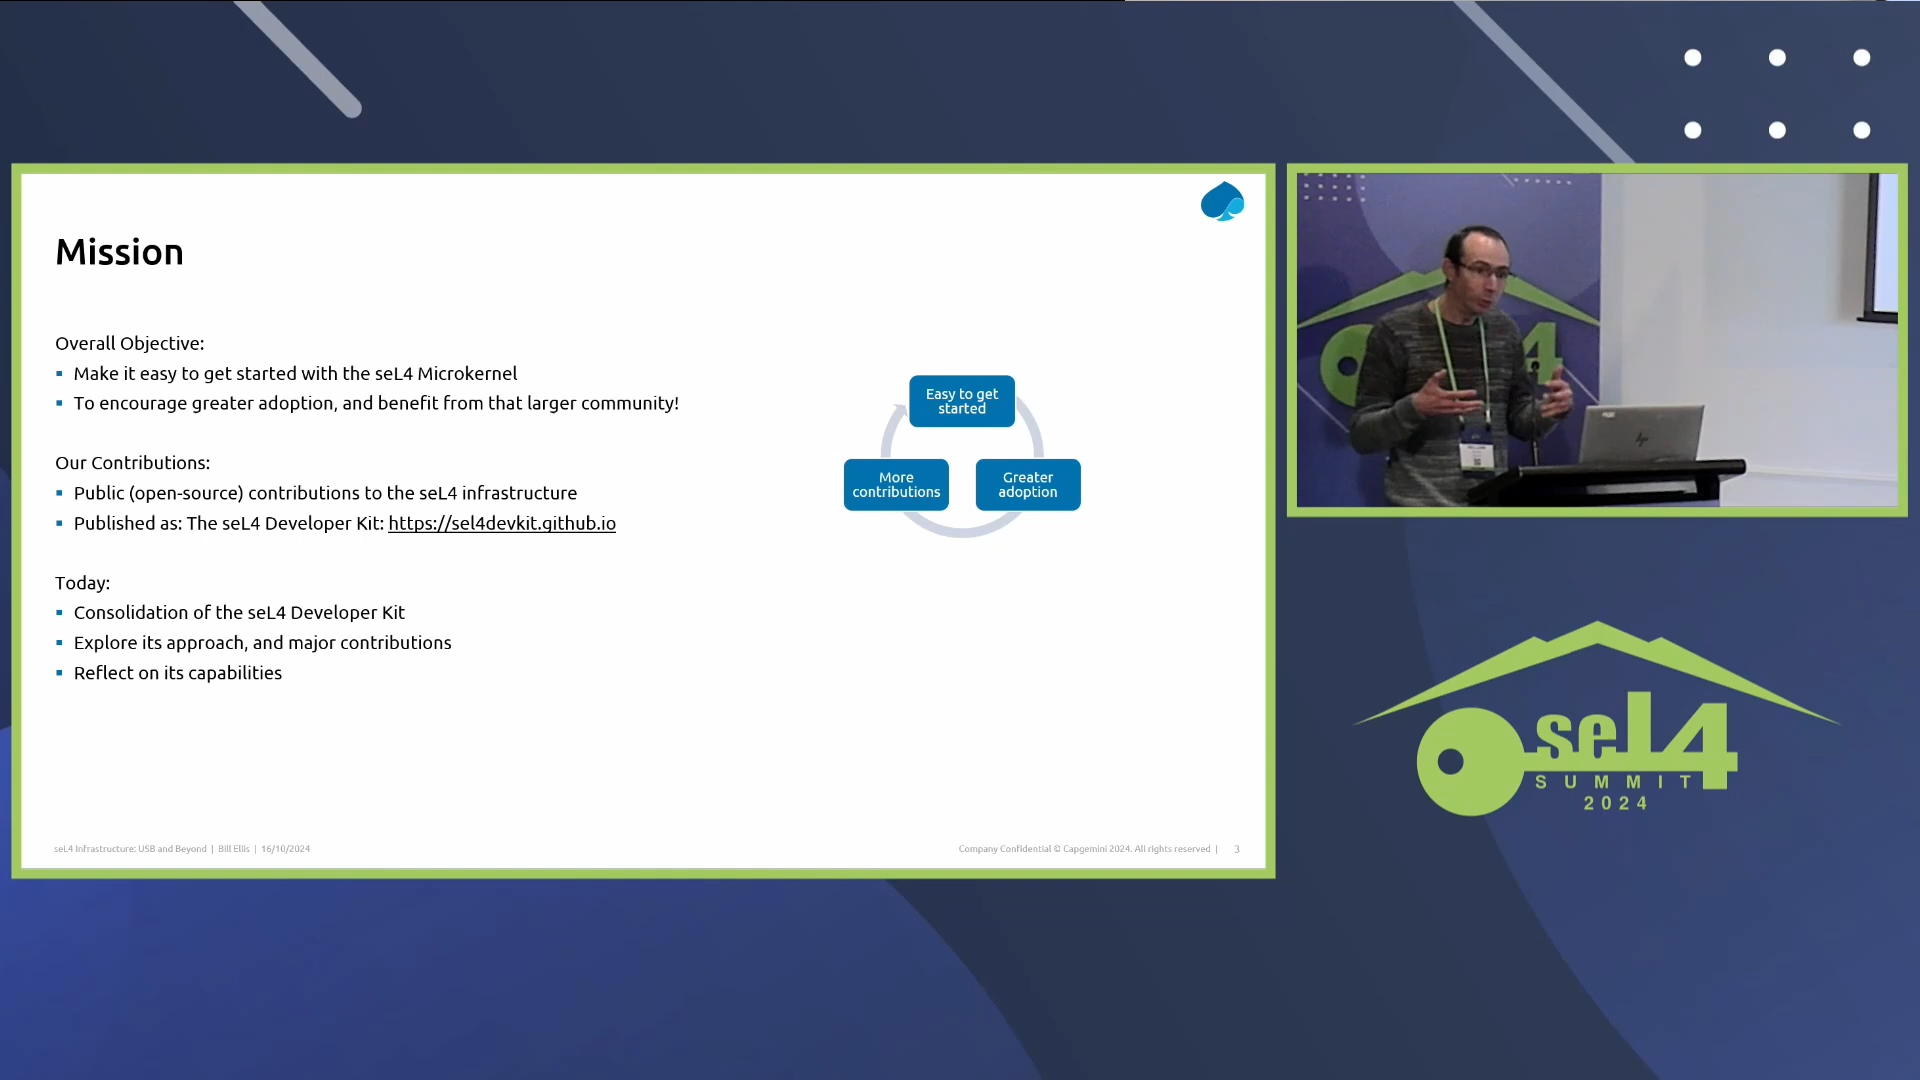 Mission
Overall Objective:
Make it easy to get started with the seL4 Microkernel
To encourage greater adoption, and benefit from that larger community!
Our Contributions:
Public (open-source) contributions to the seL4 infrastructure
Published as: The seL4 Developer Kit: https://sel4devkit.github.io
Today:
Consolidation of the seL4 Developer Kit
Explore its approach, and major contributions
Reflect on its capabilities
Easy to get
started
More
contributions
Greater
adoption
seL4 Infrastructure: USB and Beyond | Bill Ellis | 16/10/2024
Company Confidential © Capgemini 2024. All rights reserved | 3
4
seL4
SUMMIT
2024